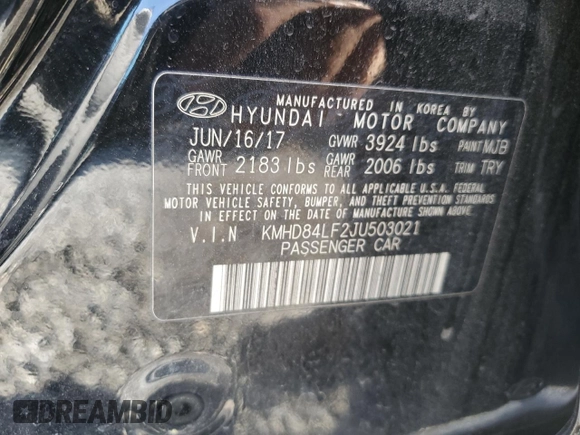 MANUFACTURED IN KOREA BY
HYUNDAI MOTOR COMPANY
JUN/16/17 GVWR 3924 lbs PAINT MJB
GAWR FRONT 2183 lbs GAWR REAR 2006 lbs TRIM TRY
THIS VEHICLE CONFORMS TO ALL APPLICABLE U.S.A. FEDERAL
MOTOR VEHICLE SAFETY, BUMPER, AND THEFT PREVENTION STANDARDS
IN EFFECT ON THE DATE OF MANUFACTURE SHOWN ABOVE.
V.I.N KMHD84LF2JU503021
PASSENGER CAR
DREAMBID